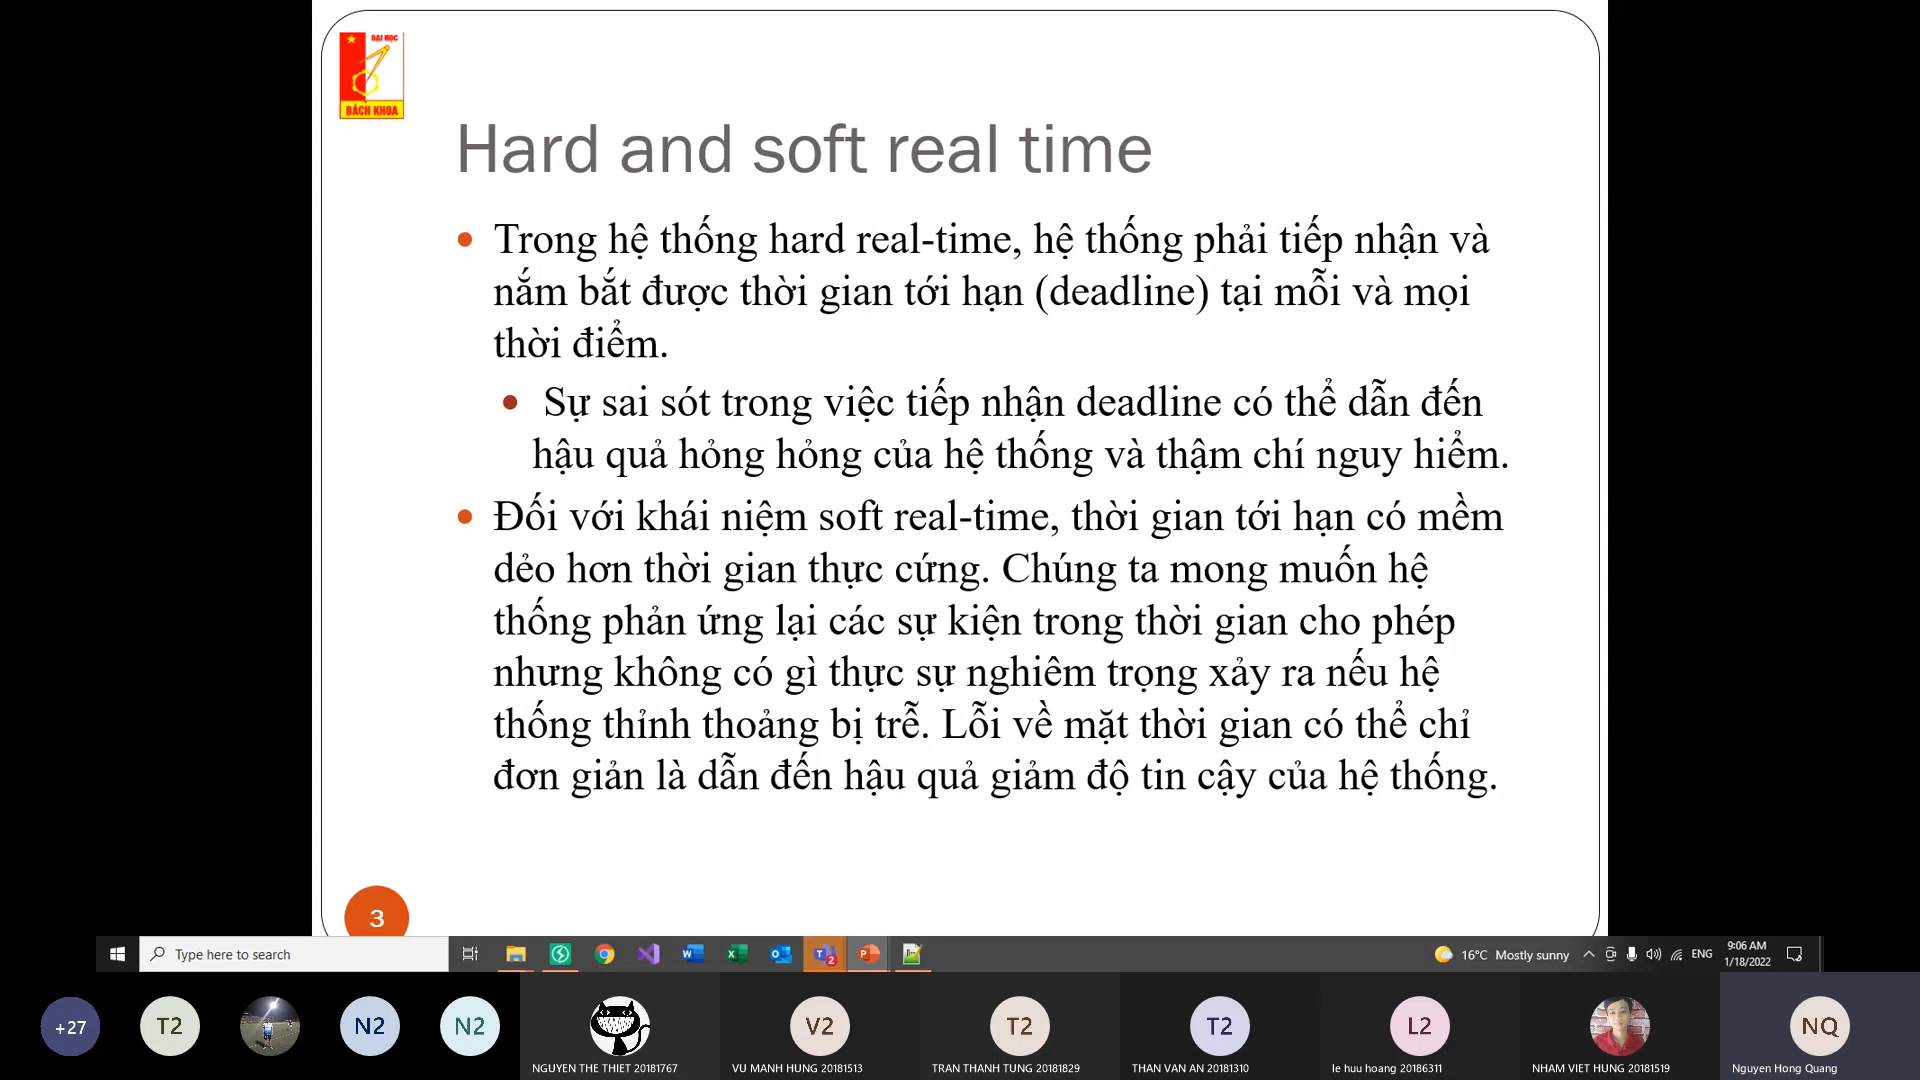 ĐẠI HỌC
BÁCH KHOA
Hard and soft real time
Trong hệ thống hard real-time, hệ thống phải tiếp nhận và
nắm bắt được thời gian tới hạn (deadline) tại mỗi và mọi
thời điểm.
Sự sai sót trong việc tiếp nhận deadline có thể dẫn đến
hậu quả hỏng hỏng của hệ thống và thậm chí nguy hiểm.
Đối với khái niệm soft real-time, thời gian tới hạn có mềm
dẻo hơn thời gian thực cứng. Chúng ta mong muốn hệ
thống phản ứng lại các sự kiện trong thời gian cho phép
nhưng không có gì thực sự nghiêm trọng xảy ra nếu hệ
thống thỉnh thoảng bị trễ. Lỗi về mặt thời gian có thể chỉ
đơn giản là dẫn đến hậu quả giảm độ tin cậy của hệ thống.
3
Type here to search
2
16°C Mostly sunny
ENG
9:06 AM
1/18/2022
+27
T2
N2
N2
V2
T2
T2
L2
NQ
NGUYEN THE THIET 20181767
VU MANH HUNG 20181513
TRAN THANH TUNG 20181829
THAN VAN AN 20181310
le huu hoang 20186311
NHAM VIET HUNG 20181519
Nguyen Hong Quang